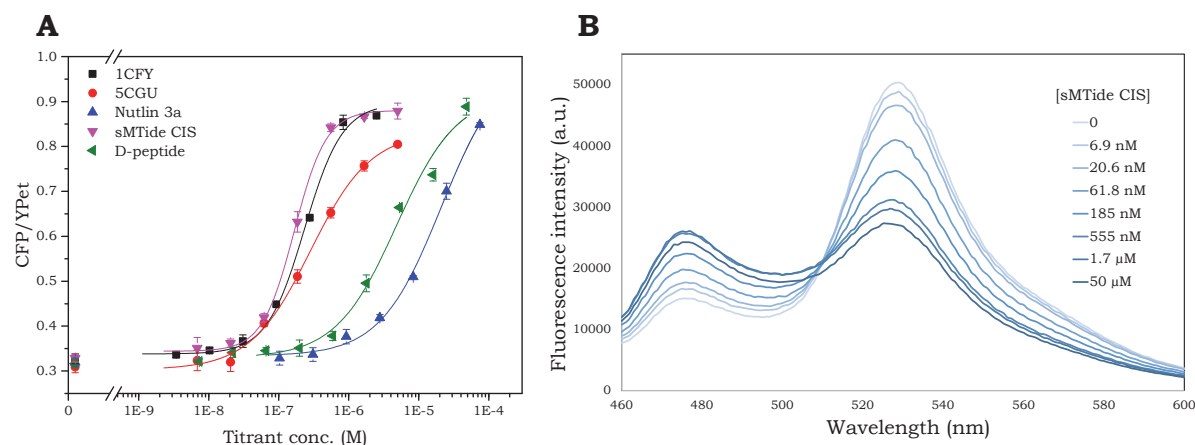 A
1.0
0.9
0.8
0.7
0.6
0.5
0.4
0.3
CFP/YPet
1CFY
5CGU
Nutlin 3a
sMTide CIS
D-peptide
0 1E-9 1E-8 1E-7 1E-6 1E-5 1E-4
Titrant conc. (M)
B
50000
40000
30000
20000
10000
0
Fluorescence intensity (a.u.)
[sMTide CIS]
0
6.9 nM
20.6 nM
61.8 nM
185 nM
555 nM
1.7 µM
50 µM
460 480 500 520 540 560 580 600
Wavelength (nm)